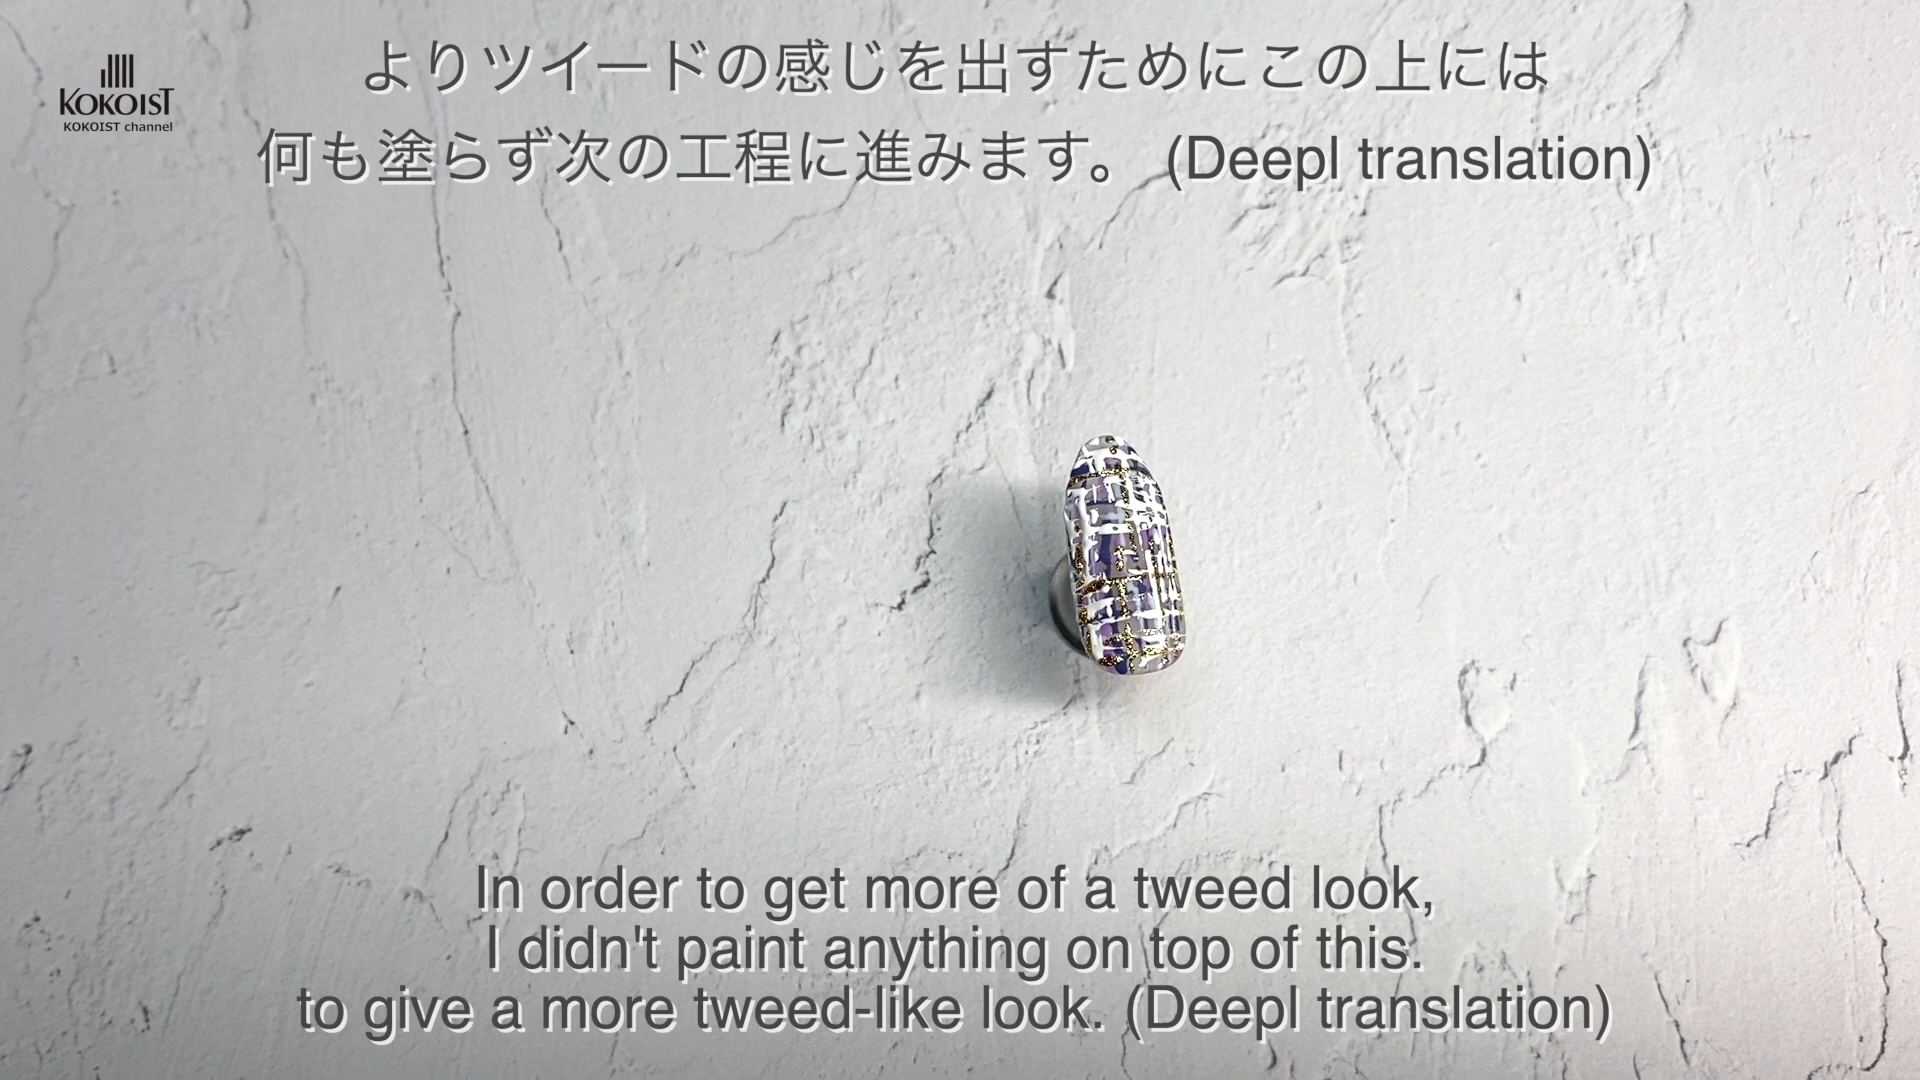 KOKOIST
KOKOIST channel
よりツイードの感じを出すためにこの上には
何も塗らず次の工程に進みます。 (Deepl translation)
In order to get more of a tweed look,
I didn't paint anything on top of this.
to give a more tweed-like look. (Deepl translation)